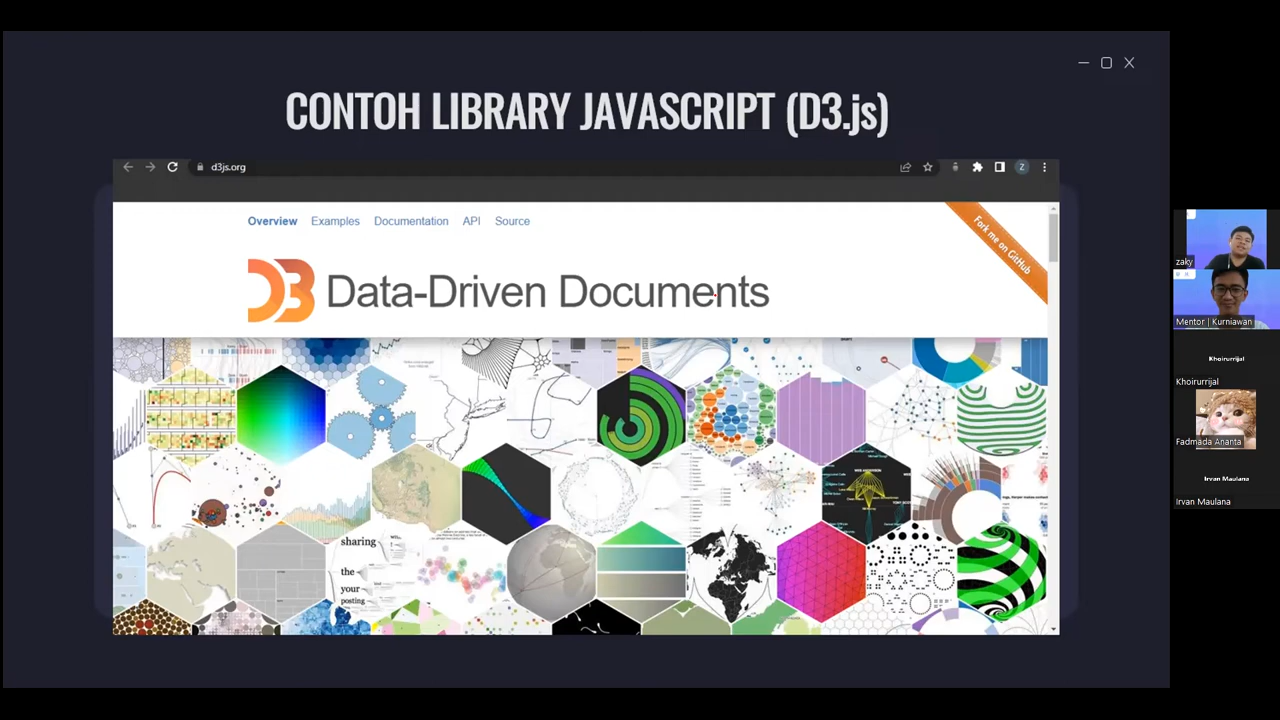 CONTOH LIBRARY JAVASCRIPT (D3.js)
d3js.org
Z
Overview Examples Documentation API Source
Fork me on GitHub
D3 Data-Driven Documents
sharing
the
your
posting
zaky
Mentor | Kurniawan
Khoirurrijal
Khoirurrijal
Fadmada Ananta
Irvan Maulana
Irvan Maulana